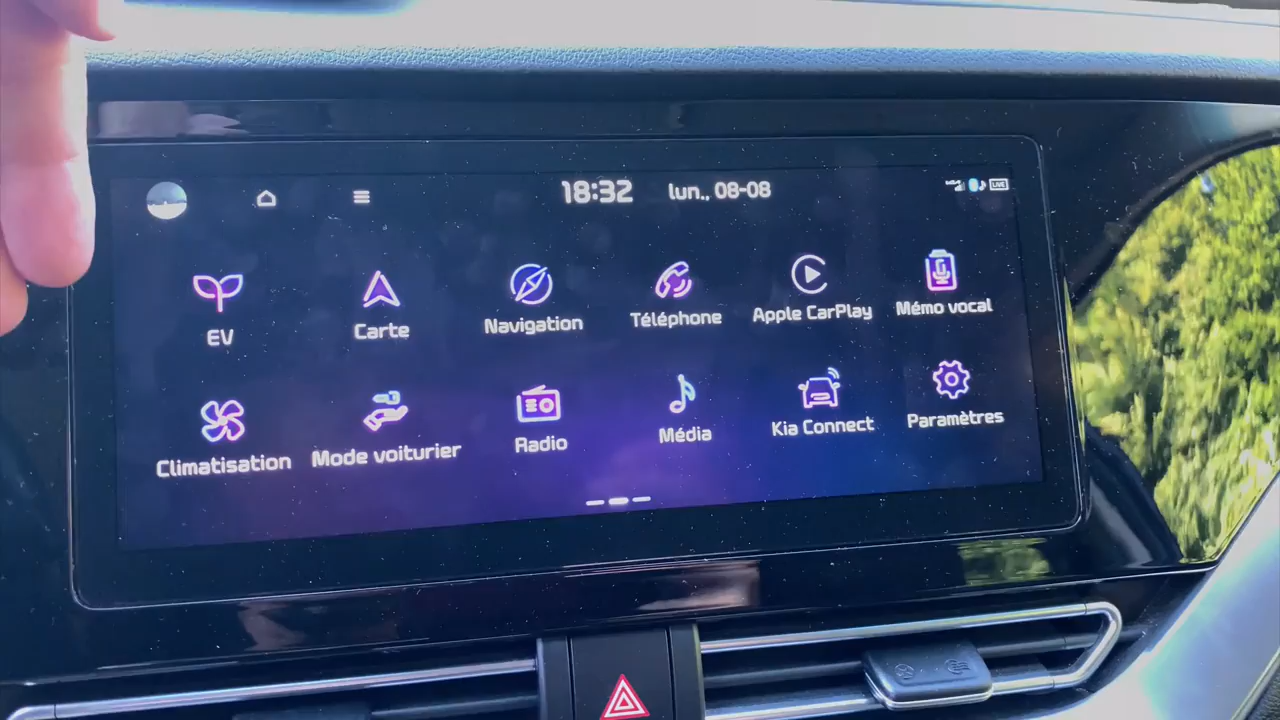 18:32 lun., 08-08
LIVE
EV Carte Navigation Téléphone Apple CarPlay Mémo vocal
Climatisation Mode voiturier Radio Média Kia Connect Paramètres